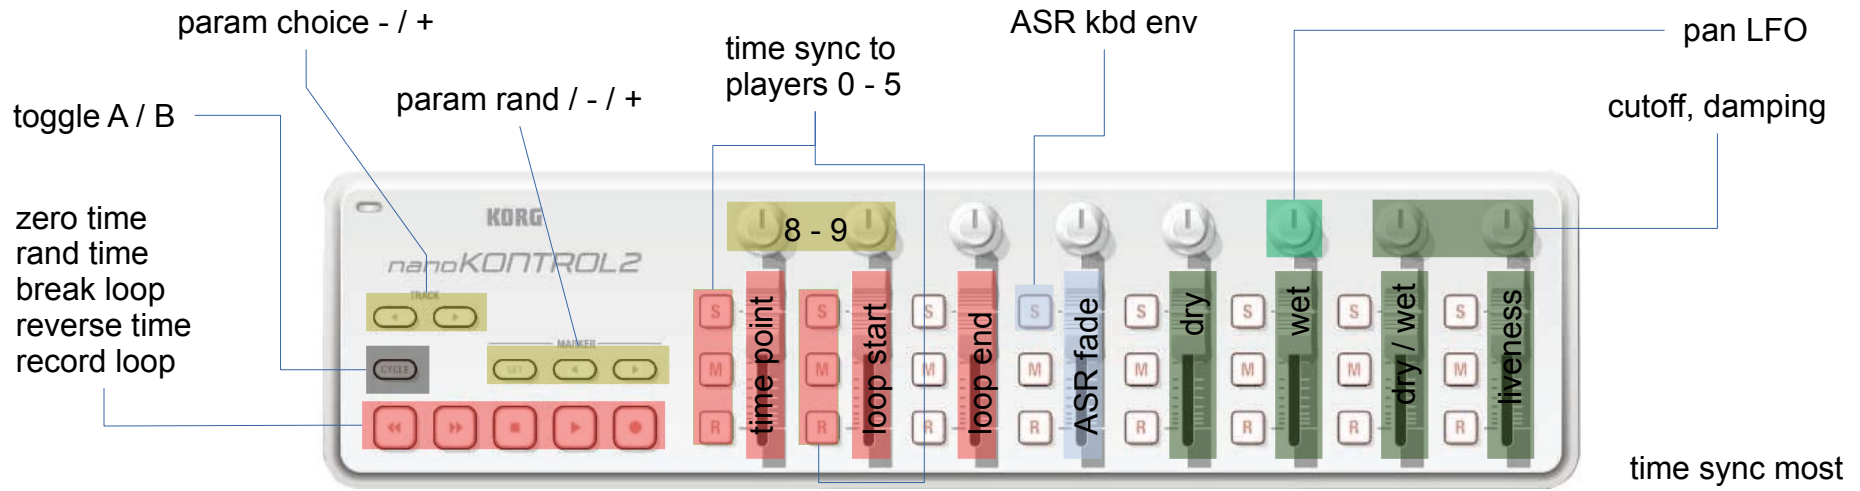 param choice - / +
ASR kbd env
pan LFO
time sync to
players 0 - 5
param rand / - / +
toggle A / B
cutoff, damping
zero time
rand time
break loop
reverse time
record loop
KORG
nanoKONTROL2
8 - 9
TRACK
MARKER
CYCLE
SET
S
S
S
S
S
S
S
S
M
M
M
M
M
M
M
M
R
R
R
R
R
R
R
R
time point
loop start
loop end
ASR fade
dry
wet
dry / wet
liveness
time sync most